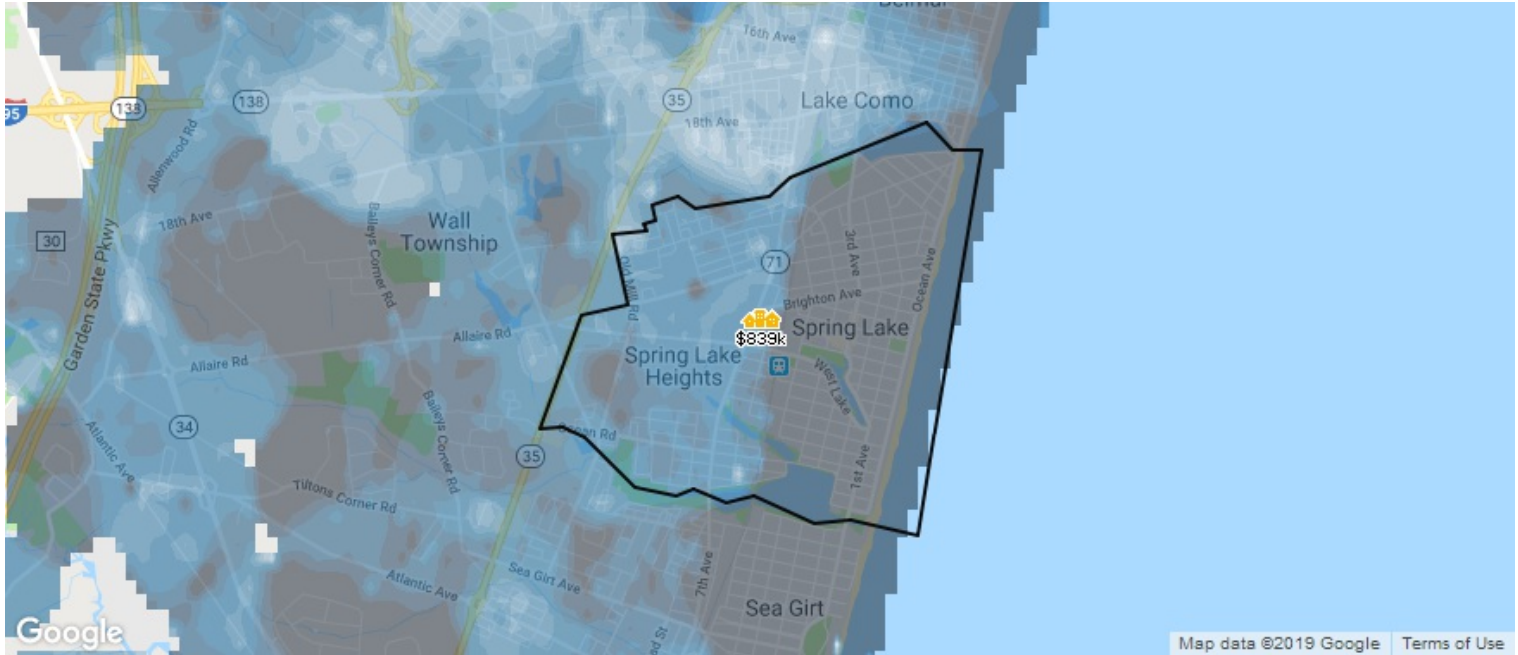 Belmar
16th Ave
95
138
138
35
Lake Como
18th Ave
Allenwood Rd
18th Ave
30
Wall
Township
Baileys Corner Rd
Garden State Pkwy
Old Mill Rd
71
3rd Ave
Ocean Ave
Brighton Ave
$839k
Spring Lake
Allaire Rd
Allaire Rd
Spring Lake
Heights
West Lake
Baileys Corner Rd
34
Atlantic Ave
Ocean Rd
35
1st Ave
Tiltons Corner Rd
Sea Girt Ave
Atlantic Ave
7th Ave
Sea Girt
Google
Map data ©2019 Google
Terms of Use